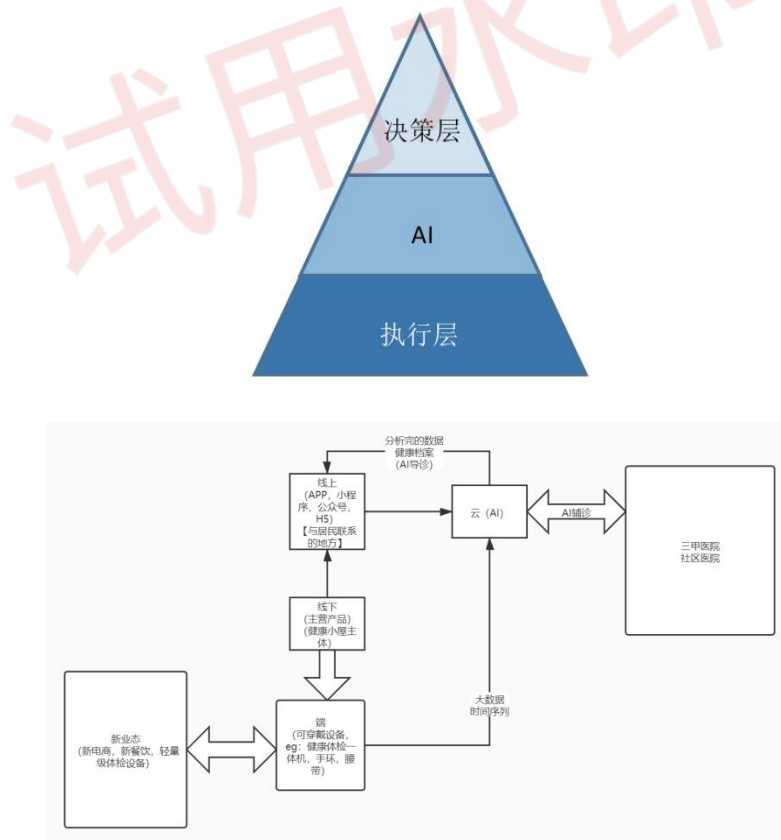 试用水印
决策层
AI
执行层
分析完的数据
健康档案
(AI导诊)
线上
(APP, 小程
序, 公众号,
H5)
【与居民联系
的地方】
云 (AI)
AI辅诊
三甲医院
社区医院
线下
(主营产品)
(健康小屋主
体)
大数据
时间序列
新业态
(新电商, 新餐饮, 轻量
级体检设备)
端
(可穿戴设备,
eg: 健康体检一
体机, 手环, 腰
带)